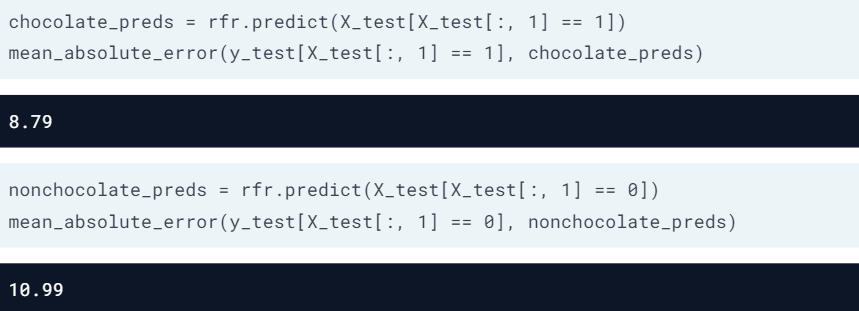 chocolate_preds = rfr.predict(X_test[X_test[:, 1] == 1])
mean_absolute_error(y_test[X_test[:, 1] == 1], chocolate_preds)
8.79
nonchocolate_preds = rfr.predict(X_test[X_test[:, 1] == 0])
mean_absolute_error(y_test[X_test[:, 1] == 0], nonchocolate_preds)
10.99